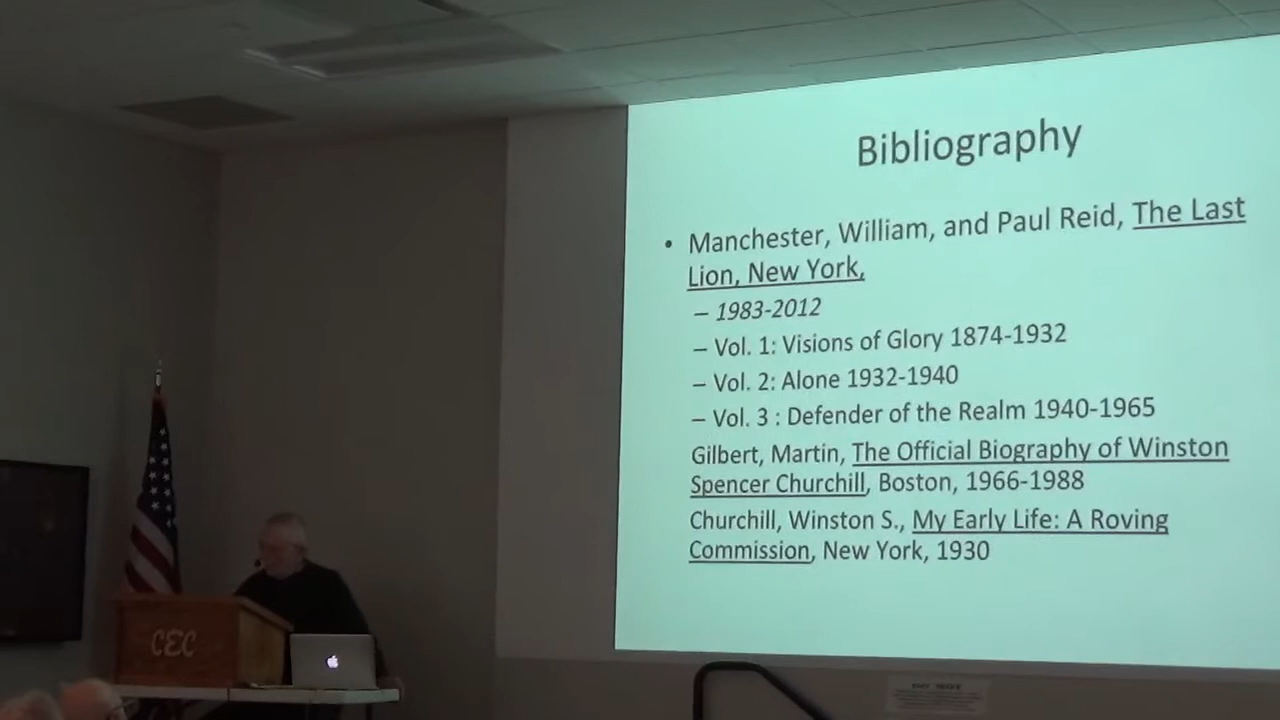 Bibliography
• Manchester, William, and Paul Reid, The Last
Lion, New York,
– 1983-2012
– Vol. 1: Visions of Glory 1874-1932
– Vol. 2: Alone 1932-1940
– Vol. 3 : Defender of the Realm 1940-1965
Gilbert, Martin, The Official Biography of Winston
Spencer Churchill, Boston, 1966-1988
Churchill, Winston S., My Early Life: A Roving
Commission, New York, 1930
CEC
DO NOT